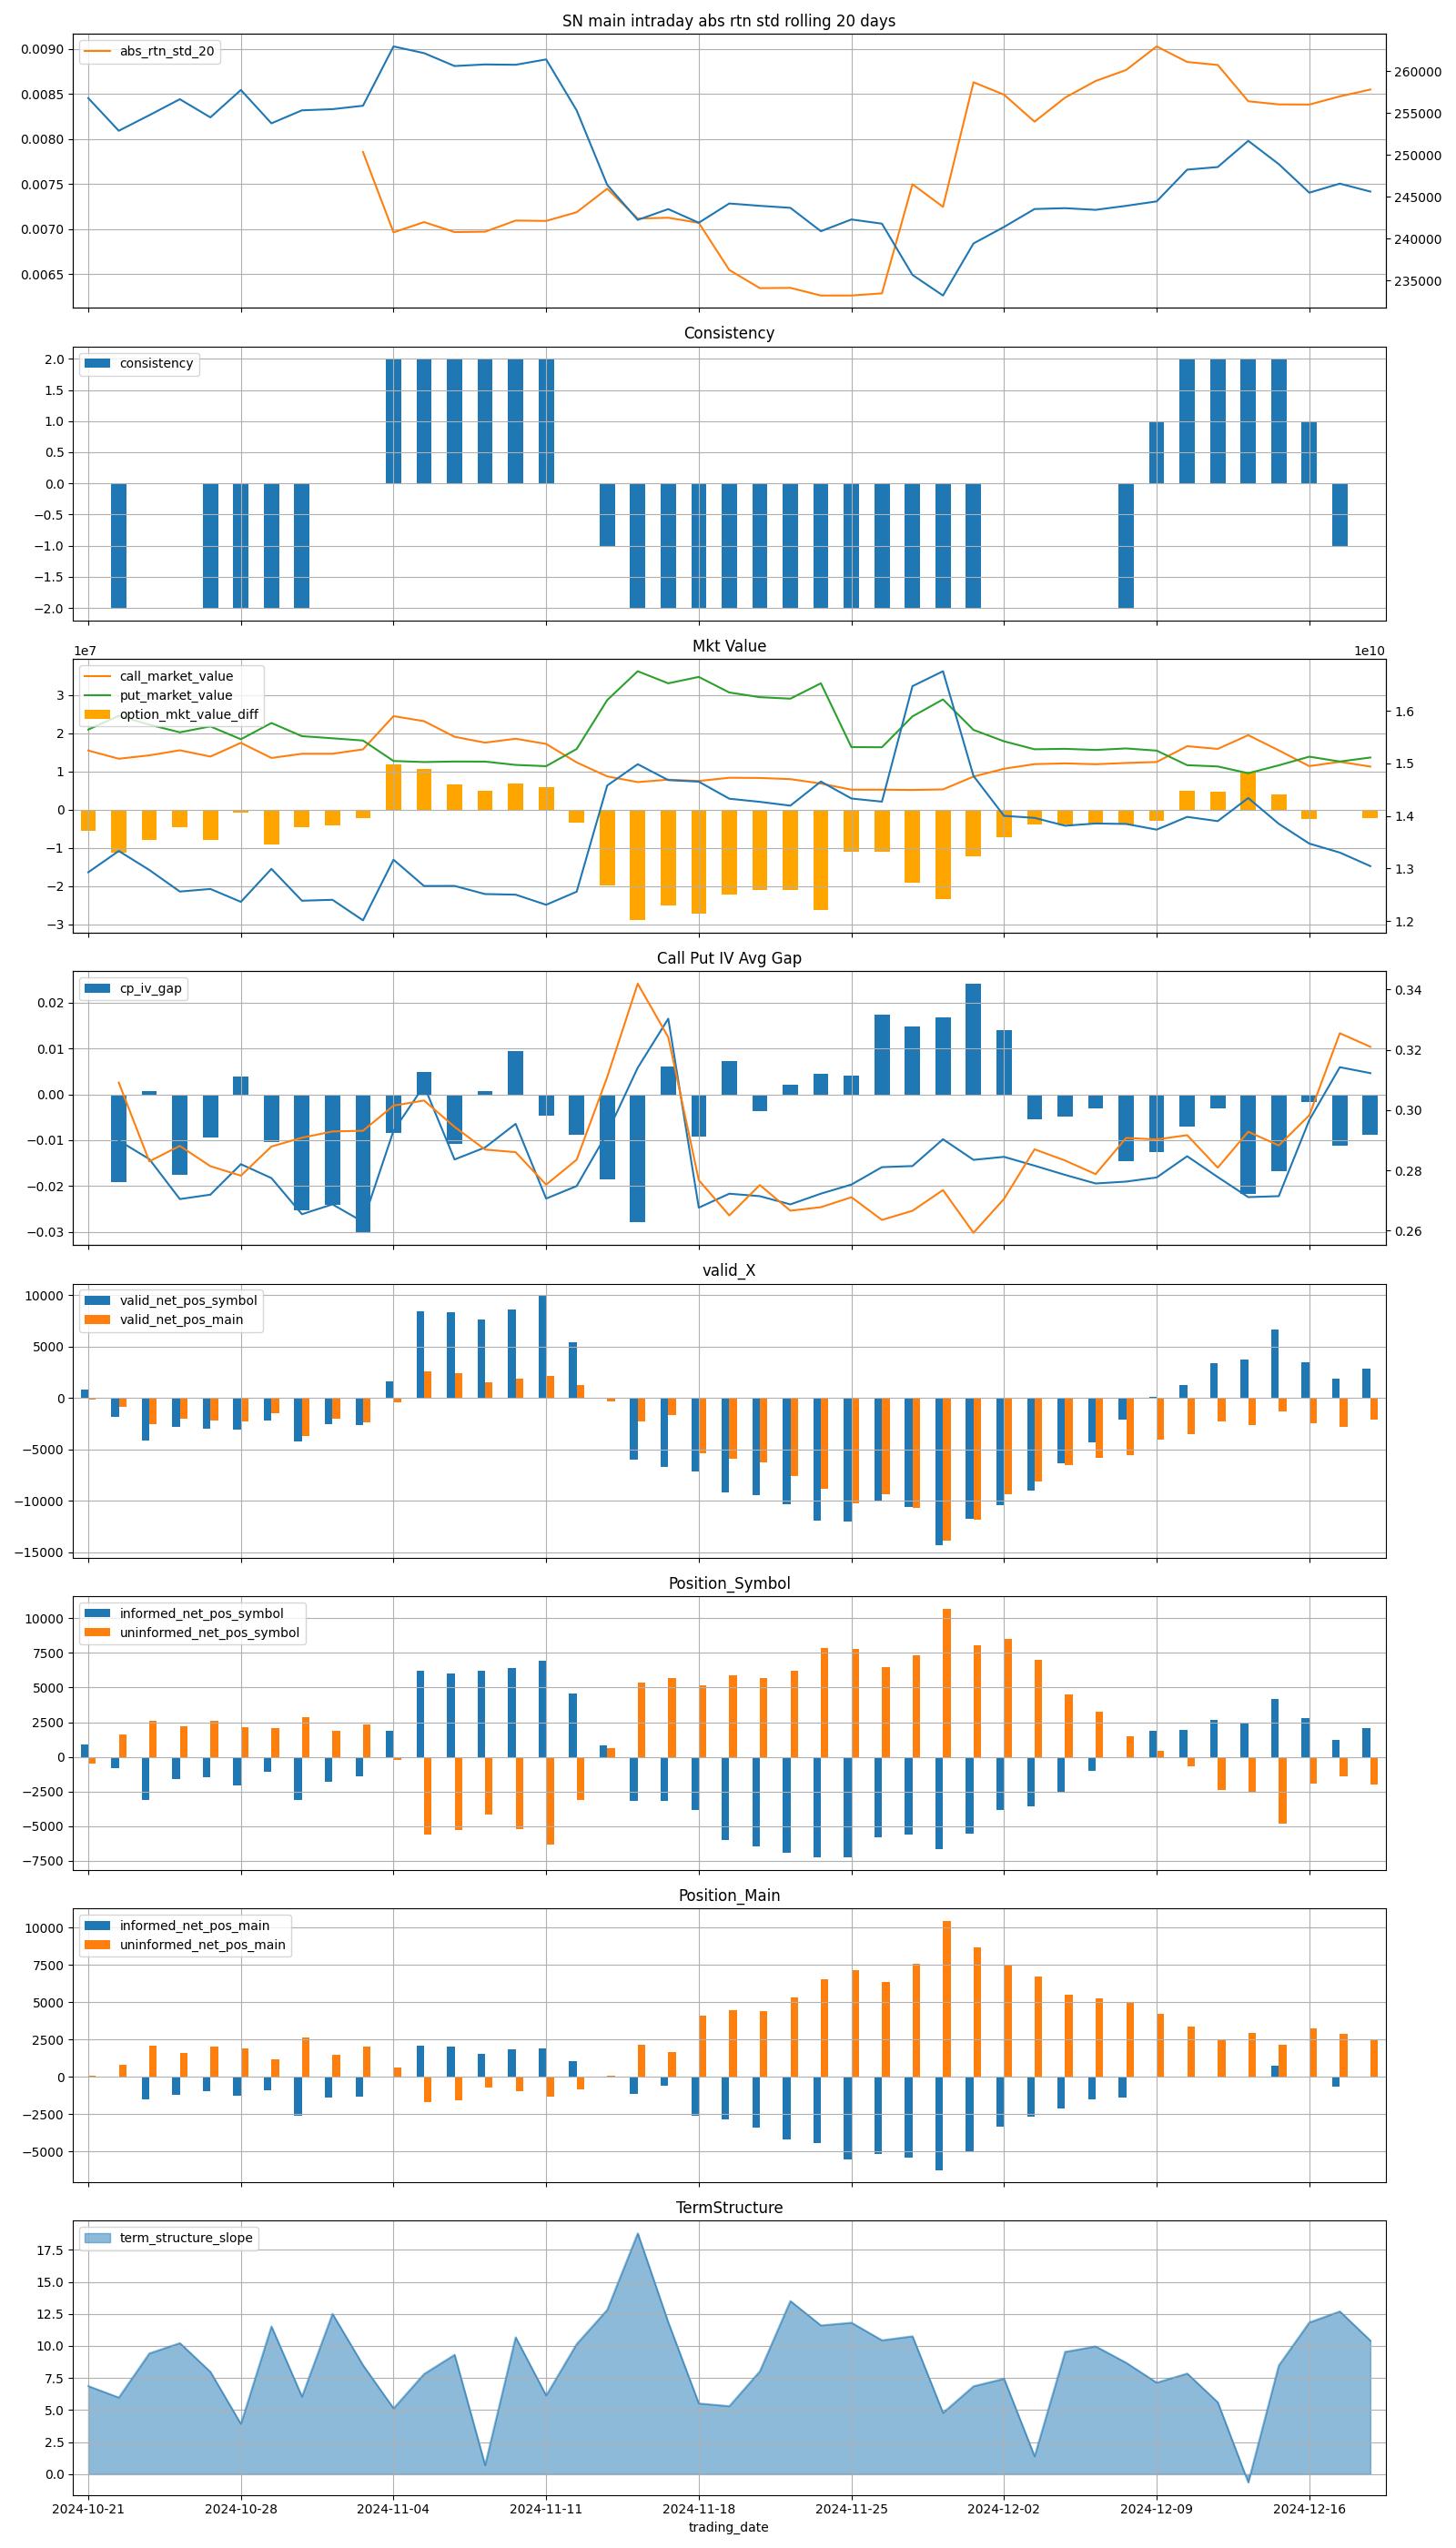 SN main intraday abs rtn std rolling 20 days
abs_rtn_std_20
0.0090
0.0085
0.0080
0.0075
0.0070
0.0065
260000
255000
250000
245000
240000
235000
Consistency
consistency
2.0
1.5
1.0
0.5
0.0
−0.5
−1.0
−1.5
−2.0
Mkt Value
1e7
1e10
call_market_value
put_market_value
option_mkt_value_diff
3
2
1
0
−1
−2
−3
1.6
1.5
1.4
1.3
1.2
Call Put IV Avg Gap
cp_iv_gap
0.02
0.01
0.00
−0.01
−0.02
−0.03
0.34
0.32
0.30
0.28
0.26
valid_X
valid_net_pos_symbol
valid_net_pos_main
10000
5000
0
−5000
−10000
−15000
Position_Symbol
informed_net_pos_symbol
uninformed_net_pos_symbol
10000
7500
5000
2500
0
−2500
−5000
−7500
Position_Main
informed_net_pos_main
uninformed_net_pos_main
10000
7500
5000
2500
0
−2500
−5000
TermStructure
term_structure_slope
17.5
15.0
12.5
10.0
7.5
5.0
2.5
0.0
2024-10-21 2024-10-28 2024-11-04 2024-11-11 2024-11-18 2024-11-25 2024-12-02 2024-12-09 2024-12-16
trading_date